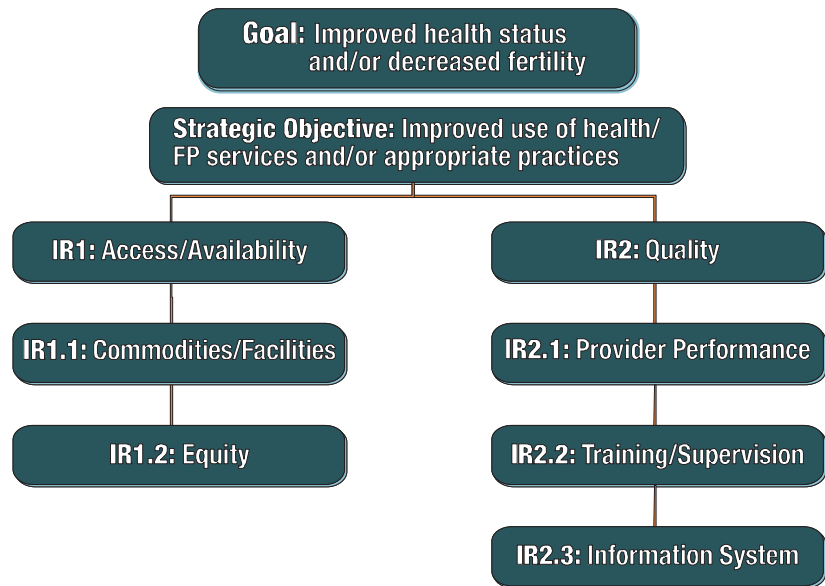 Goal: Improved health status
and/or decreased fertility
Strategic Objective: Improved use of health/
FP services and/or appropriate practices
IR1: Access/Availability
IR2: Quality
IR1.1: Commodities/Facilities
IR2.1: Provider Performance
IR1.2: Equity
IR2.2: Training/Supervision
IR2.3: Information System